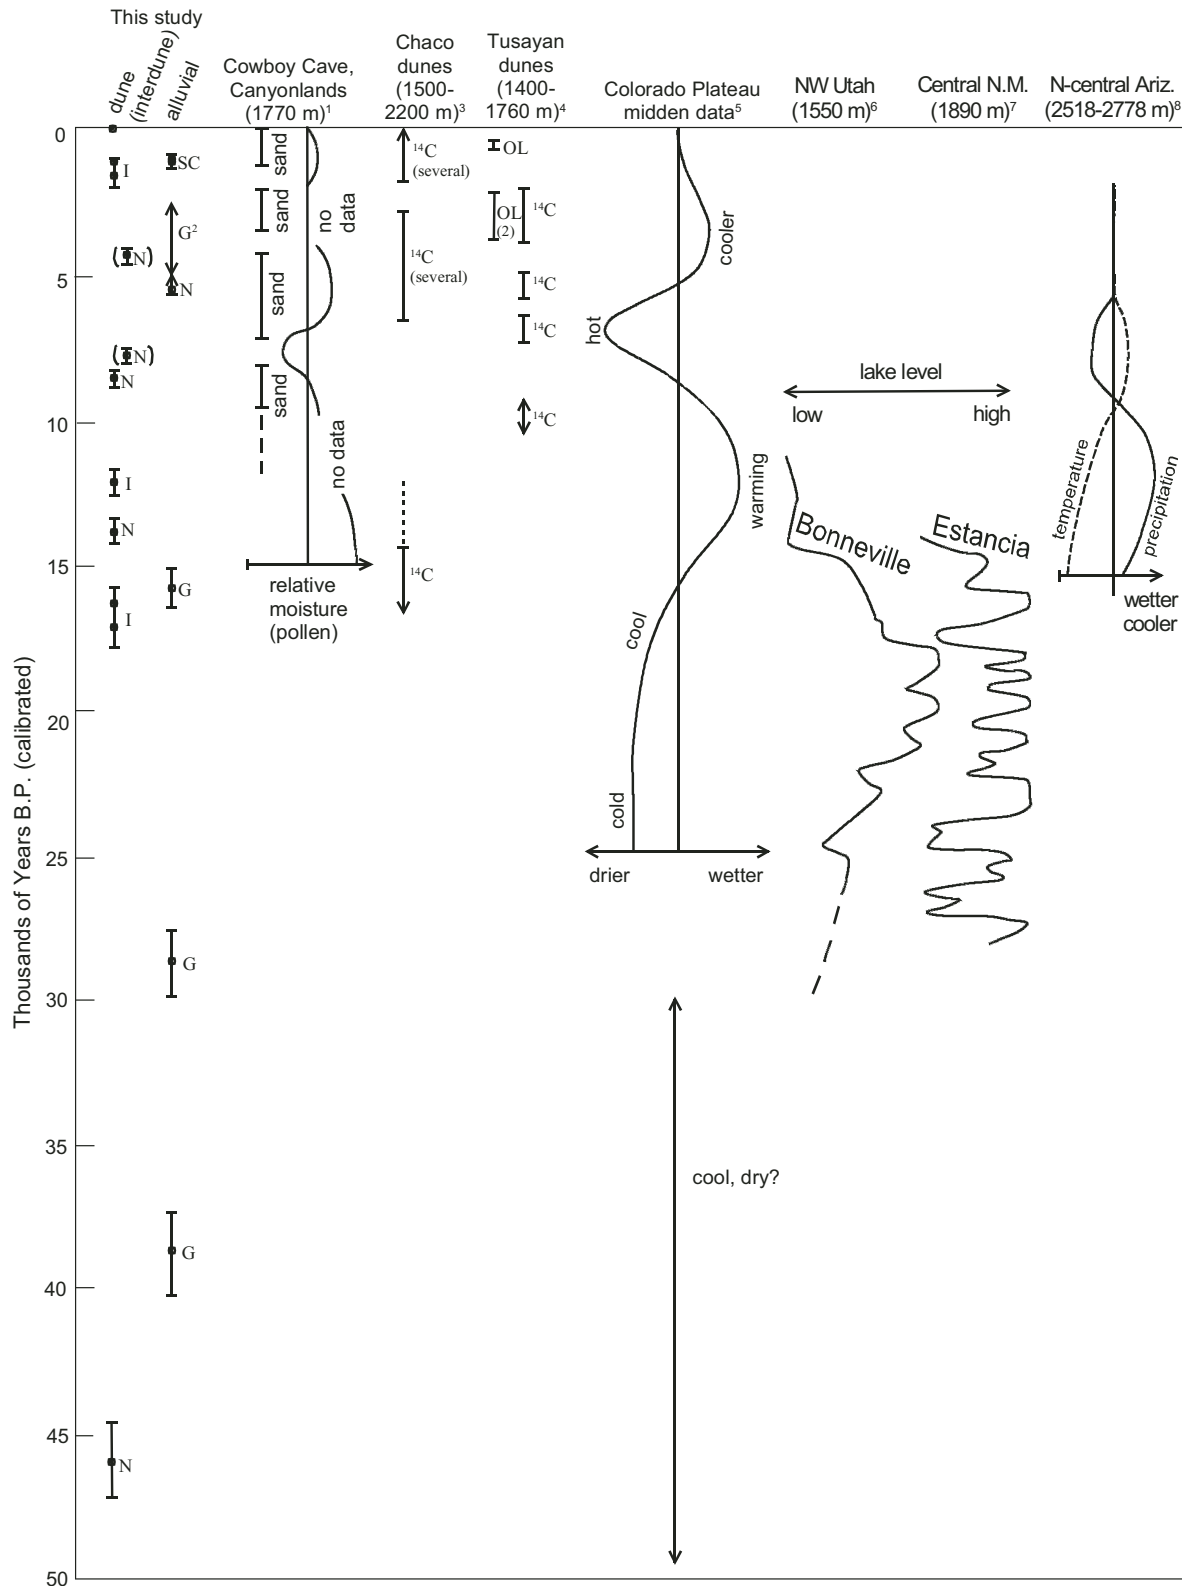 This study
dune
(interdune)
alluvial
Cowboy Cave,
Canyonlands
(1770 m)¹
Chaco
dunes
(1500-
2200 m)³
Tusayan
dunes
(1400-
1760 m)⁴
Colorado Plateau
midden data⁵
NW Utah
(1550 m)⁶
Central N.M.
(1890 m)⁷
N-central Ariz.
(2518-2778 m)⁸
Thousands of Years B.P. (calibrated)
0
5
10
15
20
25
30
35
40
45
50
I
(N)
(N)
N
I
N
I
N
SC
G²
N
G
G
G
sand
sand
sand
sand
no
data
no data
relative
moisture
(pollen)
¹⁴C
(several)
¹⁴C
(several)
¹⁴C
OL
OL
(2)
¹⁴C
¹⁴C
¹⁴C
¹⁴C
cooler
hot
warming
cool
cold
drier
wetter
cool, dry?
lake level
low
high
Bonneville
Estancia
temperature
precipitation
wetter
cooler